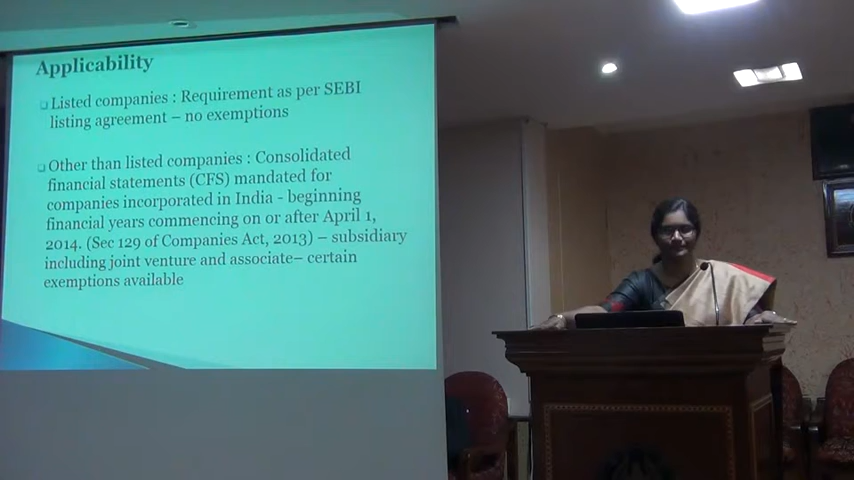 Applicability
Listed companies : Requirement as per SEBI
listing agreement – no exemptions
Other than listed companies : Consolidated
financial statements (CFS) mandated for
companies incorporated in India - beginning
financial years commencing on or after April 1,
2014. (Sec 129 of Companies Act, 2013) – subsidiary
including joint venture and associate– certain
exemptions available